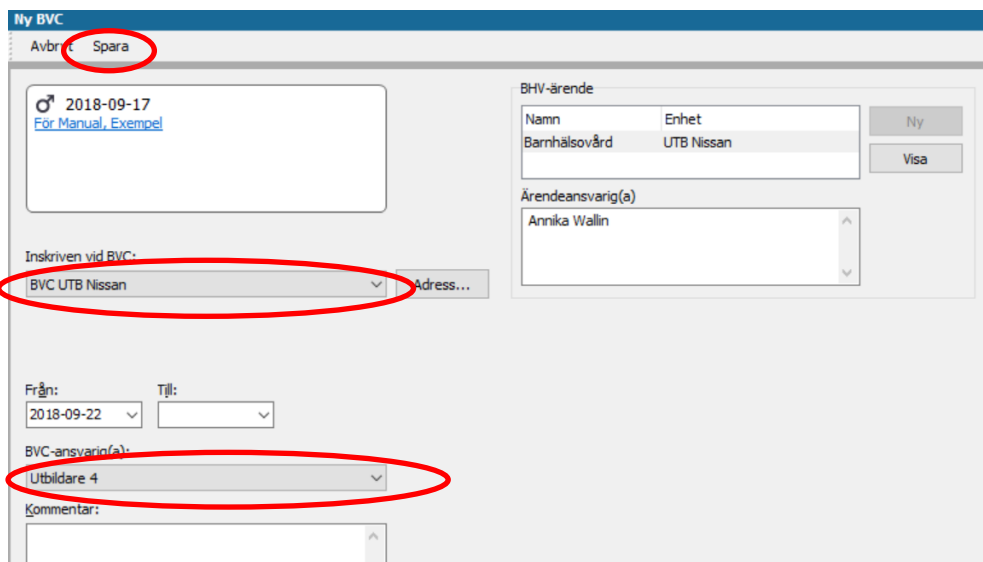 Ny BVC
Avbryt Spara
♂ 2018-09-17
För Manual, Exempel
Inskriven vid BVC:
BVC UTB Nissan
Adress...
Från: Till:
2018-09-22
BVC-ansvarig(a):
Utbildare 4
Kommentar:
BHV-ärende
Namn Enhet
Barnhälsovård UTB Nissan
Ny
Visa
Ärendeansvarig(a)
Annika Wallin